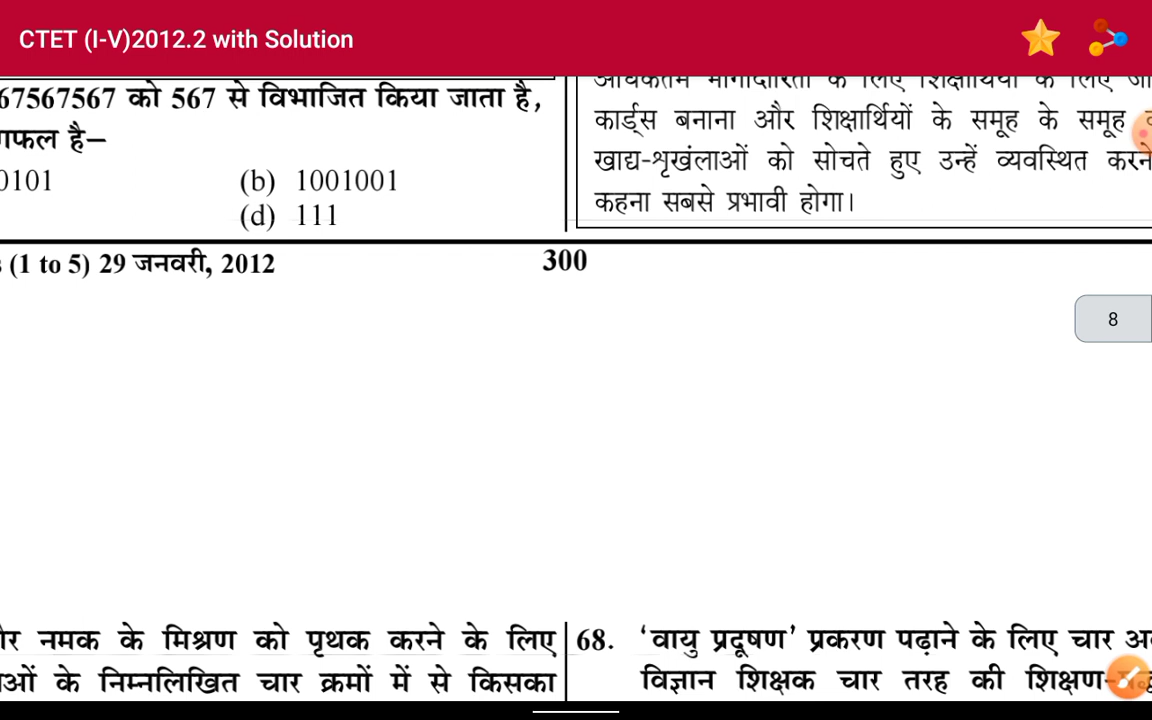 CTET (I-V)2012.2 with Solution
67567567 को 567 से विभाजित किया जाता है,
है–
0101
(b) 1001001
(d) 111
कार्ड्स बनाना और शिक्षार्थियों के समूह के समूह
खाद्य-शृखंलाओं को सोचते हुए उन्हें व्यवस्थित करने
कहना सबसे प्रभावी होगा।
(1 to 5) 29 जनवरी, 2012
300
8
नमक के मिश्रण को पृथक करने के लिए
के निम्नलिखित चार क्रमों में से किसका
68. 'वायु प्रदूषण' प्रकरण पढ़ाने के लिए चार
विज्ञान शिक्षक चार तरह की शिक्षण-